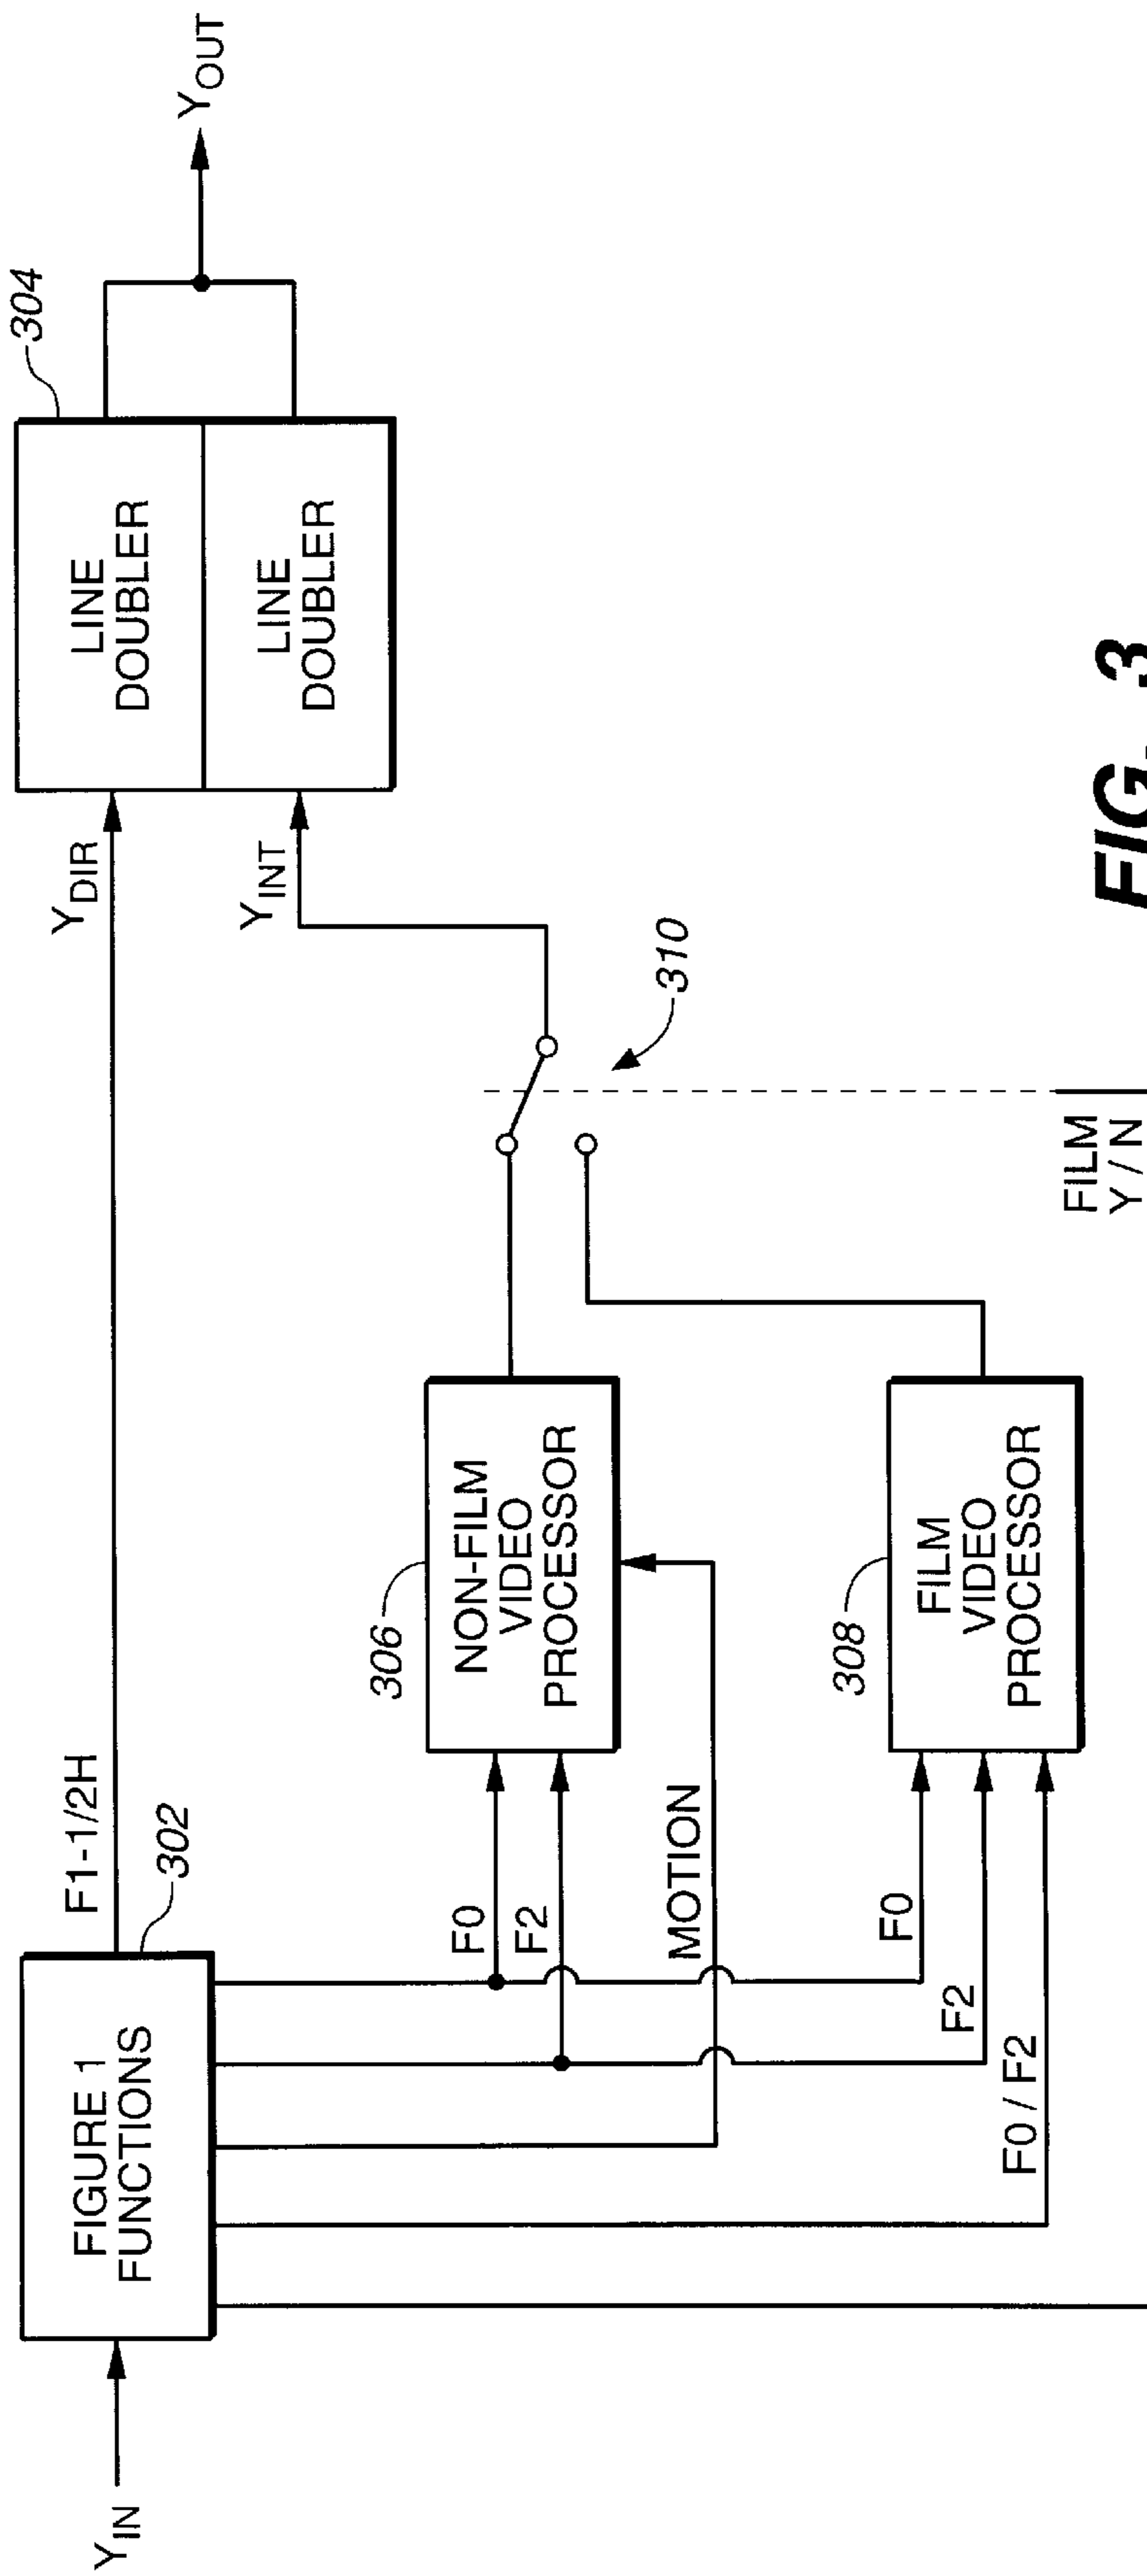 Y_IN
FIGURE 1
FUNCTIONS
302
F1-1/2H
Y_DIR
LINE
DOUBLER
304
Y_OUT
LINE
DOUBLER
Y_INT
F0
F2
MOTION
306
NON-FILM
VIDEO
PROCESSOR
310
F0
F2
F0 / F2
308
FILM
VIDEO
PROCESSOR
FILM
Y / N
FIG. 3